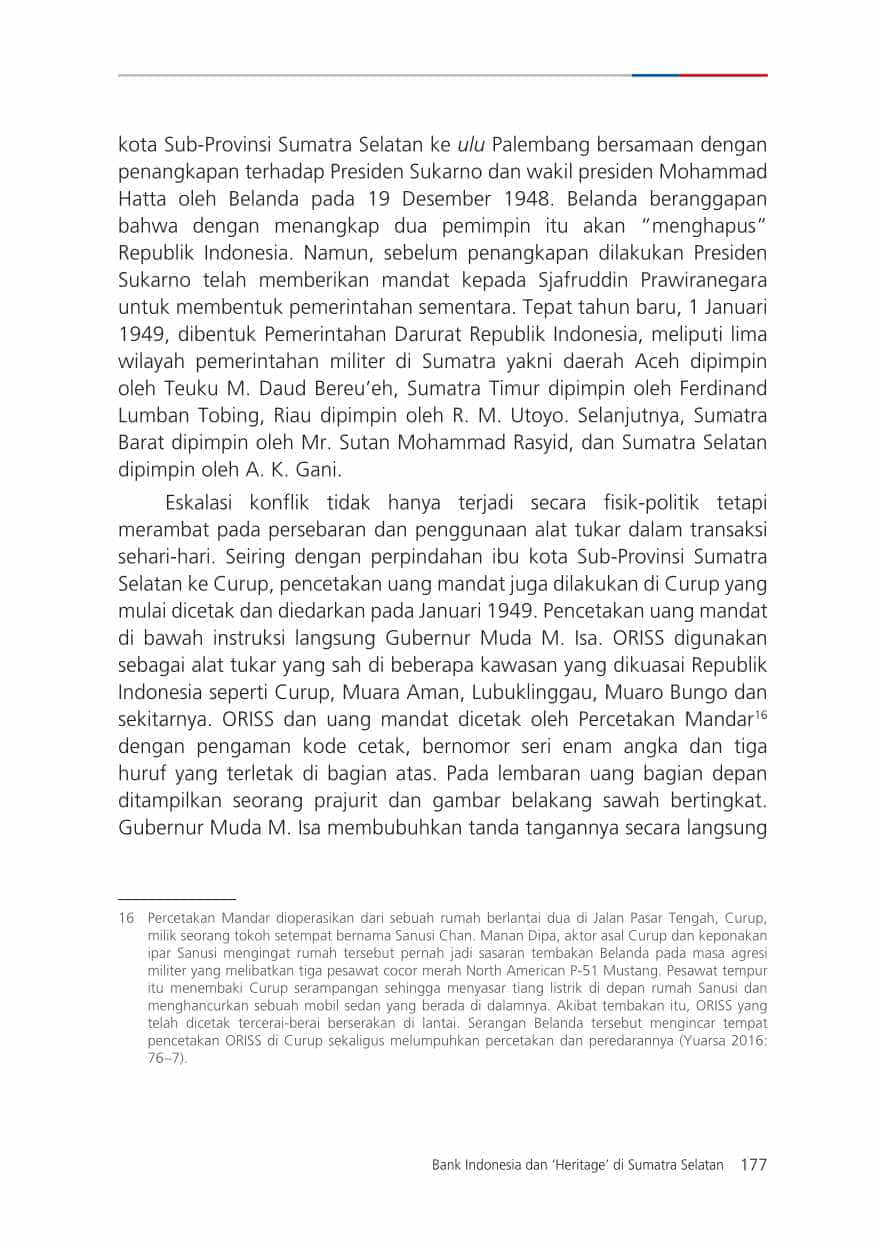 kota Sub-Provinsi Sumatra Selatan ke ulu Palembang bersamaan dengan
penangkapan terhadap Presiden Sukarno dan wakil presiden Mohammad
Hatta oleh Belanda pada 19 Desember 1948. Belanda beranggapan
bahwa dengan menangkap dua pemimpin itu akan ”menghapus”
Republik Indonesia. Namun, sebelum penangkapan dilakukan Presiden
Sukarno telah memberikan mandat kepada Sjafruddin Prawiranegara
untuk membentuk pemerintahan sementara. Tepat tahun baru, 1 Januari
1949, dibentuk Pemerintahan Darurat Republik Indonesia, meliputi lima
wilayah pemerintahan militer di Sumatra yakni daerah Aceh dipimpin
oleh Teuku M. Daud Bereu’eh, Sumatra Timur dipimpin oleh Ferdinand
Lumban Tobing, Riau dipimpin oleh R. M. Utoyo. Selanjutnya, Sumatra
Barat dipimpin oleh Mr. Sutan Mohammad Rasyid, dan Sumatra Selatan
dipimpin oleh A. K. Gani.
Eskalasi konflik tidak hanya terjadi secara fisik-politik tetapi
merambat pada persebaran dan penggunaan alat tukar dalam transaksi
sehari-hari. Seiring dengan perpindahan ibu kota Sub-Provinsi Sumatra
Selatan ke Curup, pencetakan uang mandat juga dilakukan di Curup yang
mulai dicetak dan diedarkan pada Januari 1949. Pencetakan uang mandat
di bawah instruksi langsung Gubernur Muda M. Isa. ORISS digunakan
sebagai alat tukar yang sah di beberapa kawasan yang dikuasai Republik
Indonesia seperti Curup, Muara Aman, Lubuklinggau, Muaro Bungo dan
sekitarnya. ORISS dan uang mandat dicetak oleh Percetakan Mandar16
dengan pengaman kode cetak, bernomor seri enam angka dan tiga
huruf yang terletak di bagian atas. Pada lembaran uang bagian depan
ditampilkan seorang prajurit dan gambar belakang sawah bertingkat.
Gubernur Muda M. Isa membubuhkan tanda tangannya secara langsung
16 Percetakan Mandar dioperasikan dari sebuah rumah berlantai dua di Jalan Pasar Tengah, Curup,
milik seorang tokoh setempat bernama Sanusi Chan. Manan Dipa, aktor asal Curup dan keponakan
ipar Sanusi mengingat rumah tersebut pernah jadi sasaran tembakan Belanda pada masa agresi
militer yang melibatkan tiga pesawat cocor merah North American P-51 Mustang. Pesawat tempur
itu menembaki Curup serampangan sehingga menyasar tiang listrik di depan rumah Sanusi dan
menghancurkan sebuah mobil sedan yang berada di dalamnya. Akibat tembakan itu, ORISS yang
telah dicetak tercerai-berai berserakan di lantai. Serangan Belanda tersebut mengincar tempat
pencetakan ORISS di Curup sekaligus melumpuhkan percetakan dan peredarannya (Yuarsa 2016:
76–7).
Bank Indonesia dan ‘Heritage’ di Sumatra Selatan 177